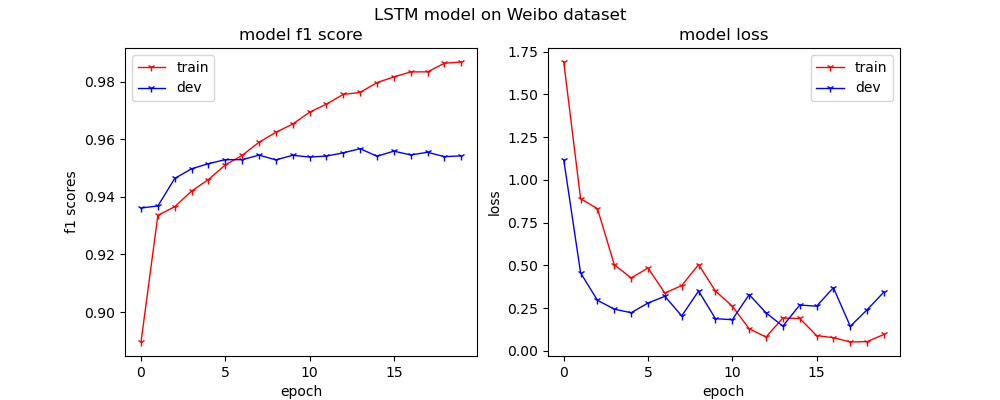 LSTM model on Weibo dataset
model f1 score
train
dev
0.98
0.96
0.94
0.92
0.90
f1 scores
0
5
10
15
epoch
model loss
train
dev
1.75
1.50
1.25
1.00
0.75
0.50
0.25
0.00
loss
0
5
10
15
epoch